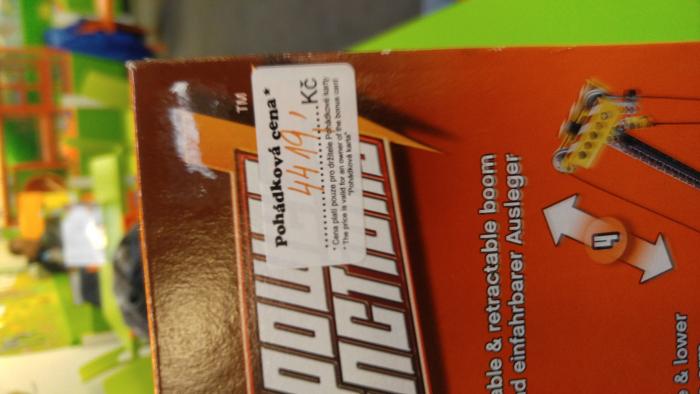 Pohádková cena*
4419,
Kč
* Cena platí pouze pro držitele Pohádkové karty
* The price is valid for an owner of the bonus card
"Pohádková karta"
TM
able & retractable boom
d einfahrbarer Ausleger
4
& lower